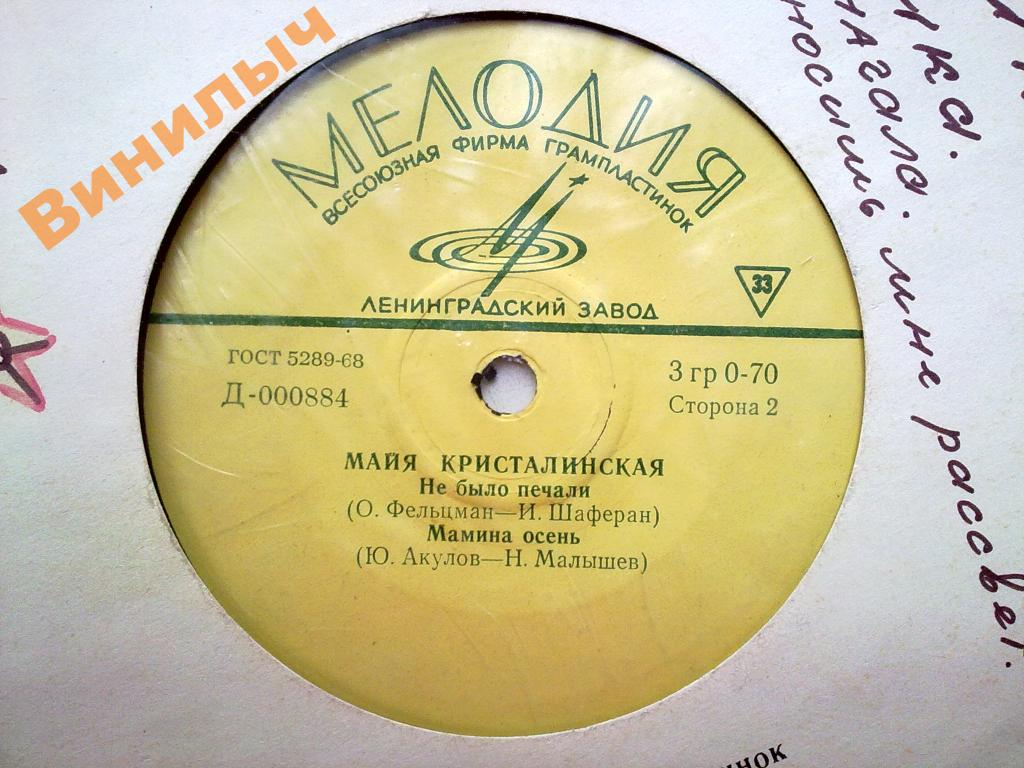 Винилыч
МЕЛОДИЯ
ВСЕСОЮЗНАЯ ФИРМА ГРАМПЛАСТИНОК
33
ЛЕНИНГРАДСКИЙ ЗАВОД
ГОСТ 5289-68
Д-000884
3 гр 0-70
Сторона 2
МАЙЯ КРИСТАЛИНСКАЯ
Не было печали
(О. Фельцман—И. Шаферан)
Мамина осень
(Ю. Акулов—Н. Малышев)
мне рассвет.